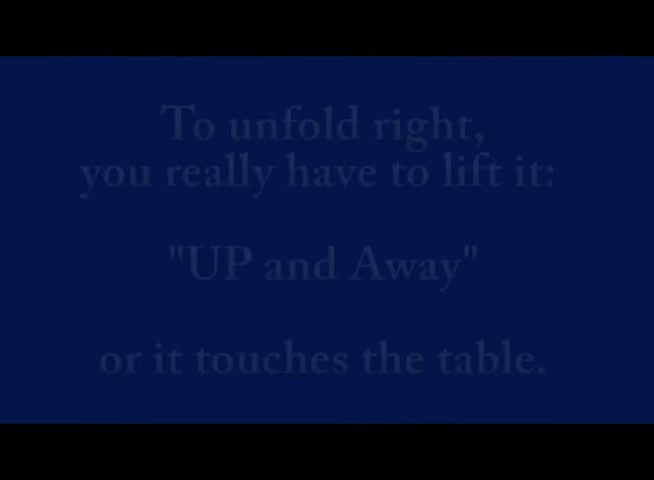 To unfold right,
you really have to lift it:
"UP and Away"
or it touches the table.